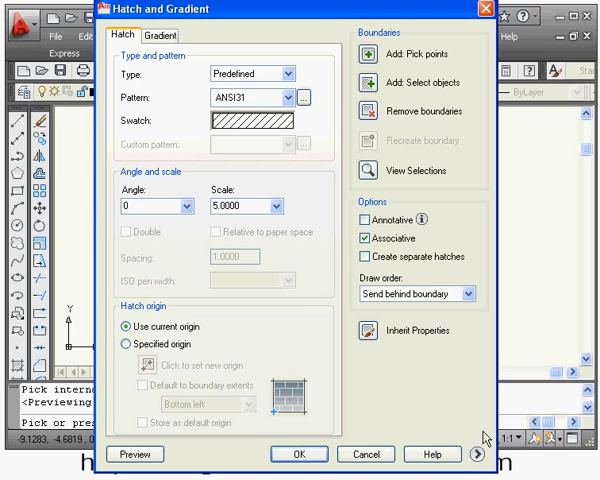 Hatch and Gradient
File
Help
Express
Hatch
Gradient
Type and pattern
Type:
Predefined
Pattern:
ANSI31
...
Swatch:
Custom pattern:
...
Angle and scale
Angle:
Scale:
0
5.0000
Double
Relative to paper space
Spacing:
1.0000
ISO pen width:
Hatch origin
Use current origin
Specified origin
Click to set new origin
Default to boundary extents
Bottom left
Store as default origin
Boundaries
Add: Pick points
Add: Select objects
Remove boundaries
Recreate boundary
View Selections
Options
Annotative
Associative
Create separate hatches
Draw order:
Send behind boundary
Inherit Properties
Preview
OK
Cancel
Help
ByLayer
Y
Pick
<Previewing
Pick or
-9.1283, -4.6819
1:1